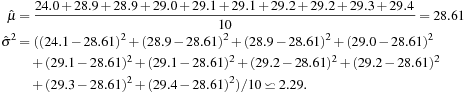 μ̂ = (24.0 + 28.9 + 28.9 + 29.0 + 29.1 + 29.1 + 29.2 + 29.2 + 29.3 + 29.4) / 10 = 28.61
σ̂² = ((24.1 − 28.61)² + (28.9 − 28.61)² + (28.9 − 28.61)² + (29.0 − 28.61)²
+ (29.1 − 28.61)² + (29.1 − 28.61)² + (29.2 − 28.61)² + (29.2 − 28.61)²
+ (29.3 − 28.61)² + (29.4 − 28.61)²)/10 ≃ 2.29.